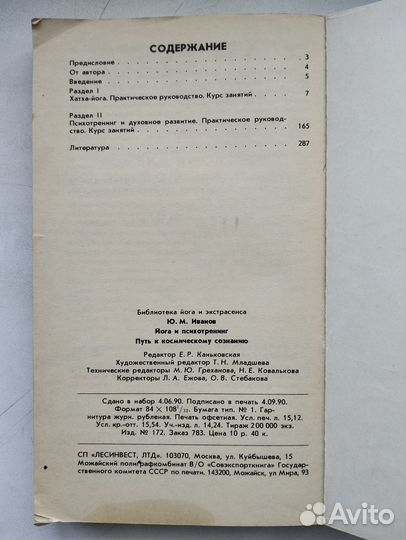 СОДЕРЖАНИЕ
Предисловие . . . . . . . . . . . . . . . 3
От автора . . . . . . . . . . . . . . . 4
Введение . . . . . . . . . . . . . . . 5
Раздел I
Хатха-йога. Практическое руководство. Курс занятий . . . . 7
Раздел II
Психотренинг и духовное развитие. Практическое руковод-
ство. Курс занятий . . . . . . . . . . . . . 165
Литература . . . . . . . . . . . . . . . 287
Библиотека йога и экстрасенса
Ю. М. Иванов
Йога и психотренинг
Путь к космическому сознанию
Редактор Е. Р. Каньковская
Художественный редактор Т. Н. Младшева
Технические редакторы М. Ю. Греханова, Н. Е. Ковалькова
Корректоры Л. А. Ежова, О. В. Стебакова
Сдано в набор 4.06.90. Подписано в печать 4.09.90.
Формат 84 × 108¹/₃₂. Бумага тип. № 1. Гар-
нитура журн. рубленая. Печать офсетная. Усл. печ. л. 15,12.
Усл. кр.-отт. 15,54. Уч.-изд. л. 14,24. Тираж 200 000 экз.
Изд. № 172. Заказ 783. Цена 10 р. 40 к.
СП «ЛЕСИНВЕСТ, ЛТД». 103070, Москва, ул. Куйбышева, 15
Можайский полиграфкомбинат В/О «Совэкспорткнига» Государ-
ственного комитета СССР по печати. 143200, Можайск, ул Мира, 93
Avito